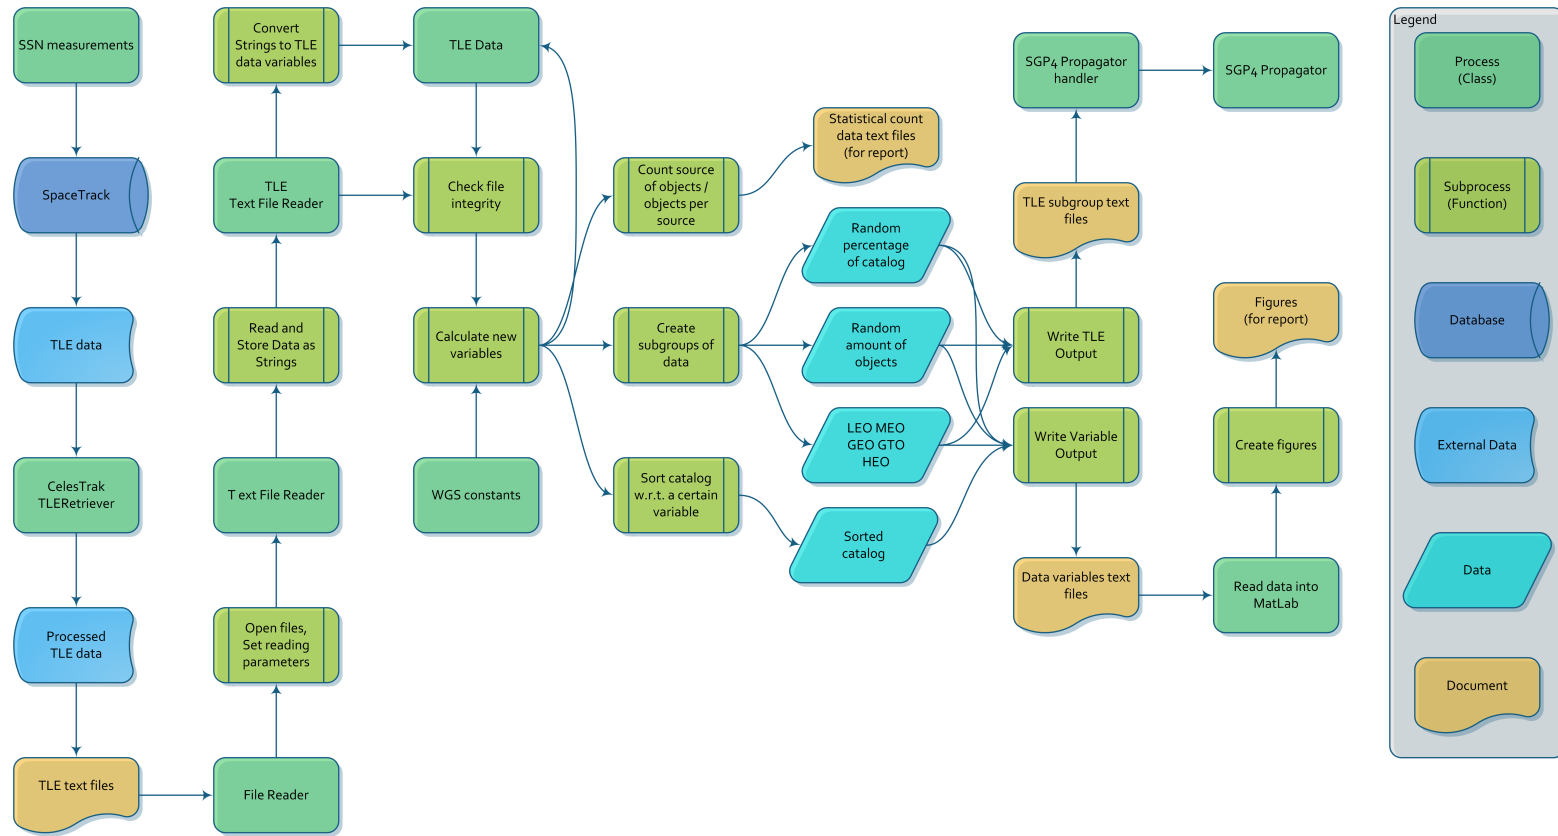 SSN measurements
SpaceTrack
TLE data
CelesTrak
TLERetriever
Processed
TLE data
TLE text files
Convert
Strings to TLE
data variables
TLE
Text File Reader
Read and
Store Data as
Strings
T ext File Reader
Open files,
Set reading
parameters
File Reader
TLE Data
Check file
integrity
Calculate new
variables
WGS constants
Count source
of objects /
objects per
source
Create
subgroups of
data
Sort catalog
w.r.t. a certain
variable
Statistical count
data text files
(for report)
Random
percentage
of catalog
Random
amount of
objects
LEO MEO
GEO GTO
HEO
Sorted
catalog
SGP4 Propagator
handler
TLE subgroup text
files
Write TLE
Output
Write Variable
Output
Data variables text
files
SGP4 Propagator
Figures
(for report)
Create figures
Read data into
MatLab
Legend
Process
(Class)
Subprocess
(Function)
Database
External Data
Data
Document